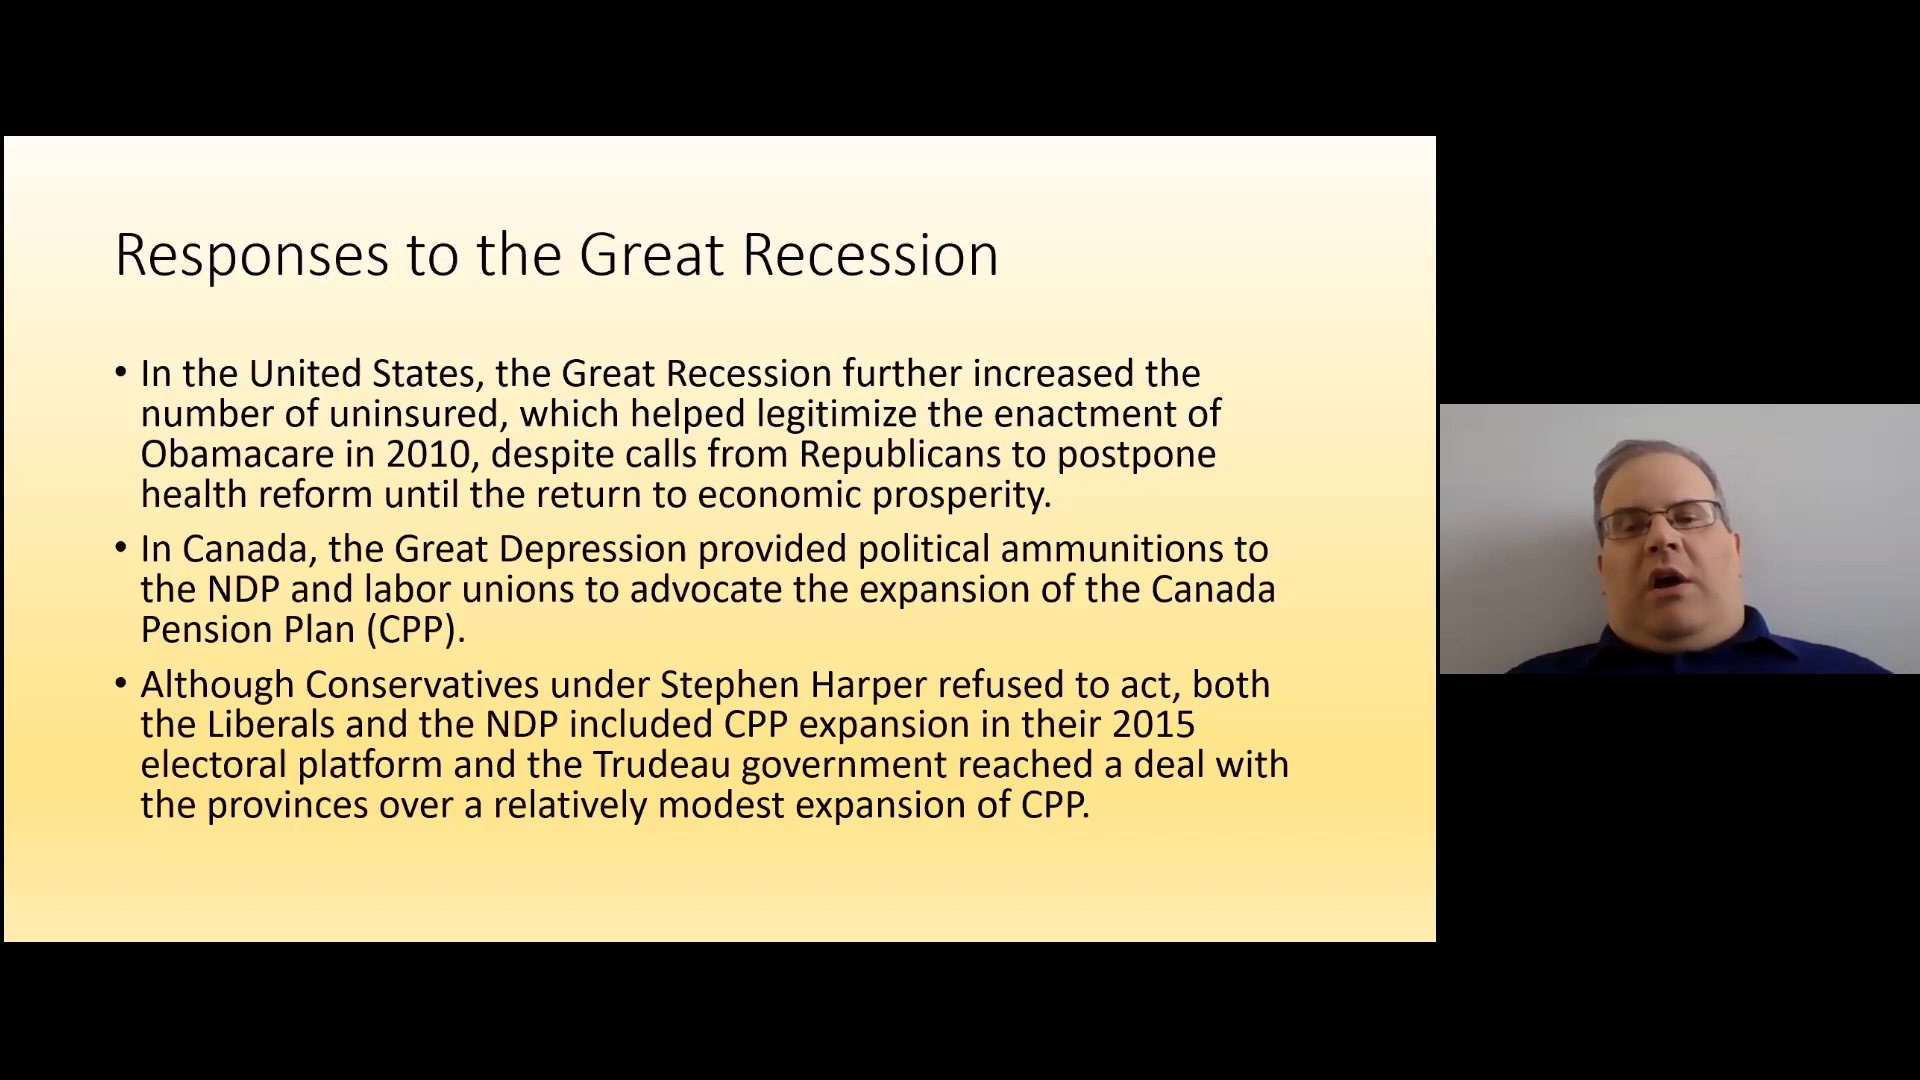 Responses to the Great Recession
• In the United States, the Great Recession further increased the
number of uninsured, which helped legitimize the enactment of
Obamacare in 2010, despite calls from Republicans to postpone
health reform until the return to economic prosperity.
• In Canada, the Great Depression provided political ammunitions to
the NDP and labor unions to advocate the expansion of the Canada
Pension Plan (CPP).
• Although Conservatives under Stephen Harper refused to act, both
the Liberals and the NDP included CPP expansion in their 2015
electoral platform and the Trudeau government reached a deal with
the provinces over a relatively modest expansion of CPP.